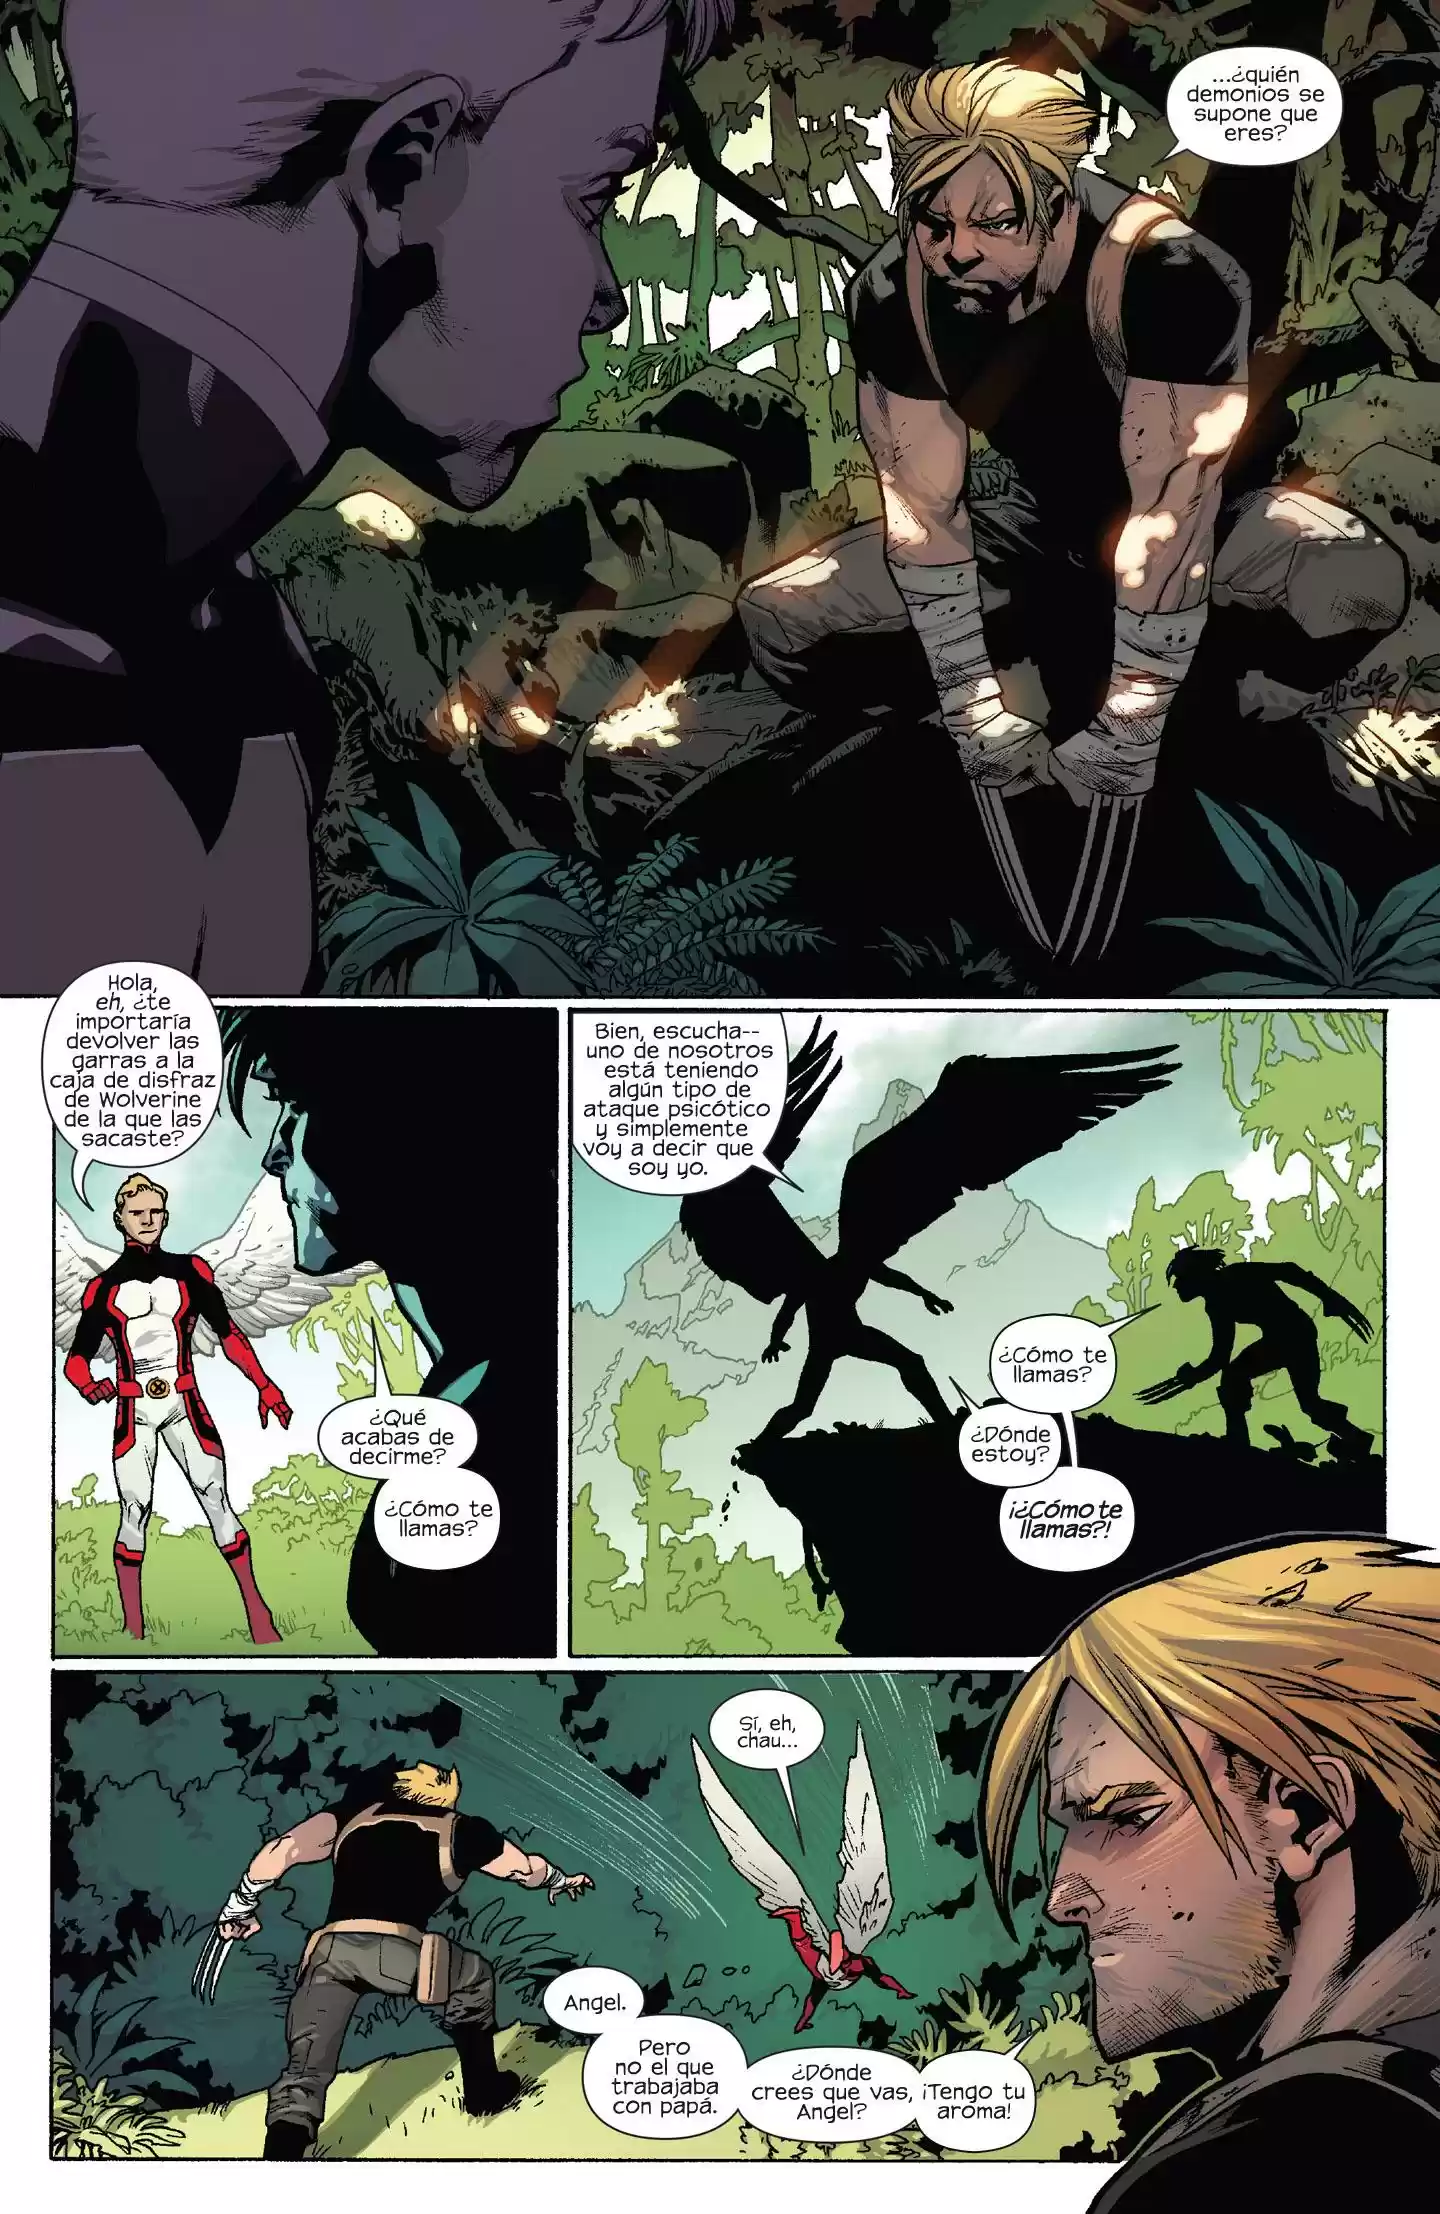 ...¿quién
demonios se
supone que
eres?
Hola,
eh, ¿te
importaría
devolver las
garras a la
caja de disfraz
de Wolverine
de la que las
sacaste?
¿Qué
acabas de
decirme?
¿Cómo te
llamas?
Bien, escucha--
uno de nosotros
está teniendo
algún tipo de
ataque psicótico
y simplemente
voy a decir que
soy yo.
¿Cómo te
llamas?
¿Dónde
estoy?
¡¿Cómo te
llamas?!
Sí, eh,
chau...
Angel.
Pero
no el que
trabajaba
con papá.
¿Dónde
crees que vas,
Angel?
¡Tengo tu
aroma!